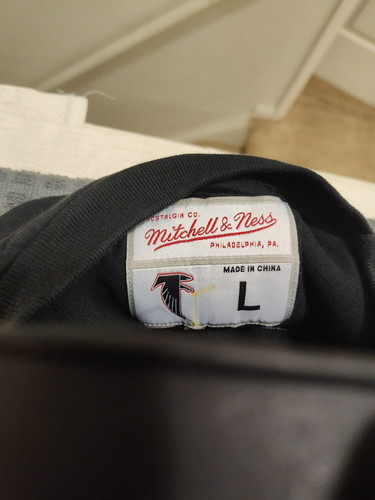 NOSTALGIA CO.
Mitchell & Ness
PHILADELPHIA, PA.
MADE IN CHINA
L